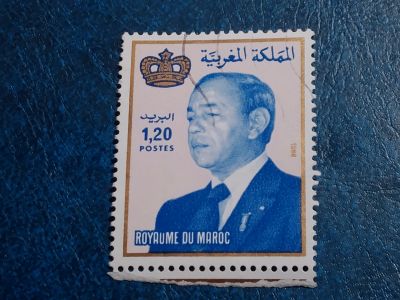 المملكة المغربية
البريد
1,20
POSTES
ROYAUME DU MAROC